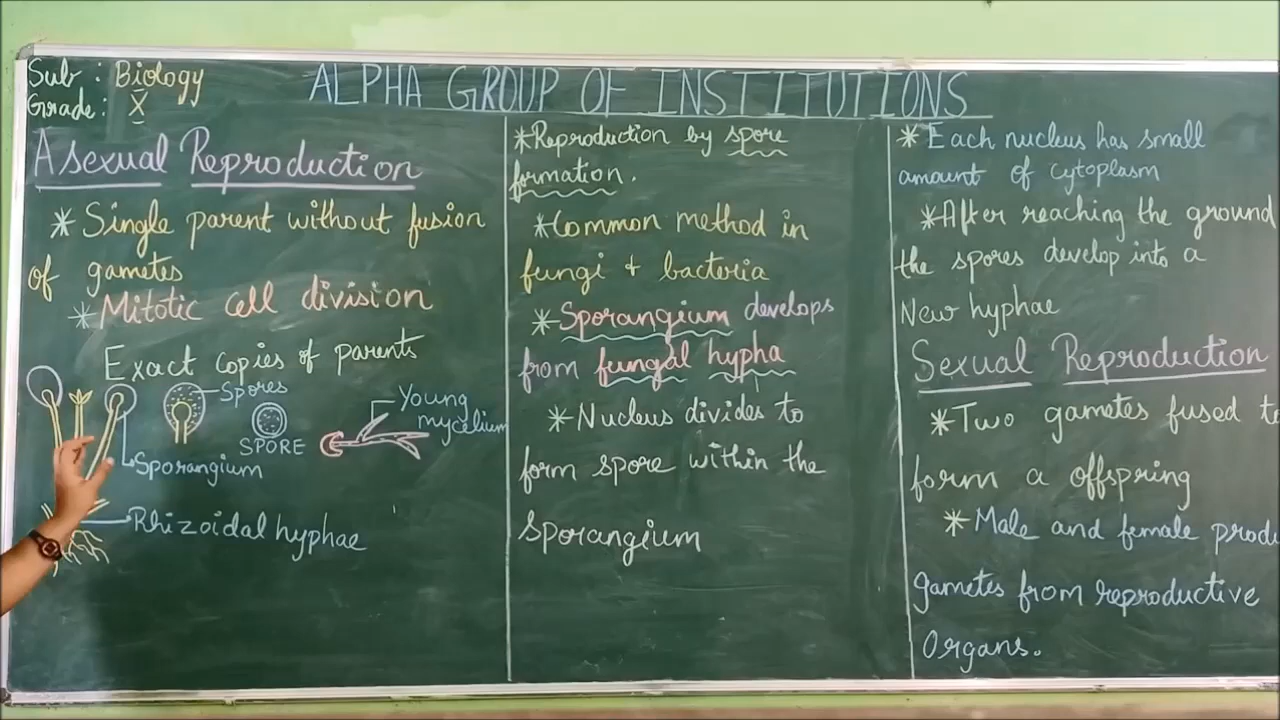 Sub : Biology
Grade : X
ALPHA GROUP OF INSTITUTIONS
Asexual Reproduction
* Single parent without fusion
of gametes
* Mitotic cell division
Exact copies of parents
Spores
SPORE
Young
mycelium
Sporangium
Rhizoidal hyphae
* Reproduction by spore
formation.
* Common method in
fungi + bacteria
* Sporangium develops
from fungal hypha
* Nucleus divides to
form spore within the
sporangium
* Each nucleus has small
amount of cytoplasm
* After reaching the ground
the spores develop into a
New hyphae
Sexual Reproduction
* Two gametes fused to
form a offspring
* Male and female produ
gametes from reproductive
Organs.